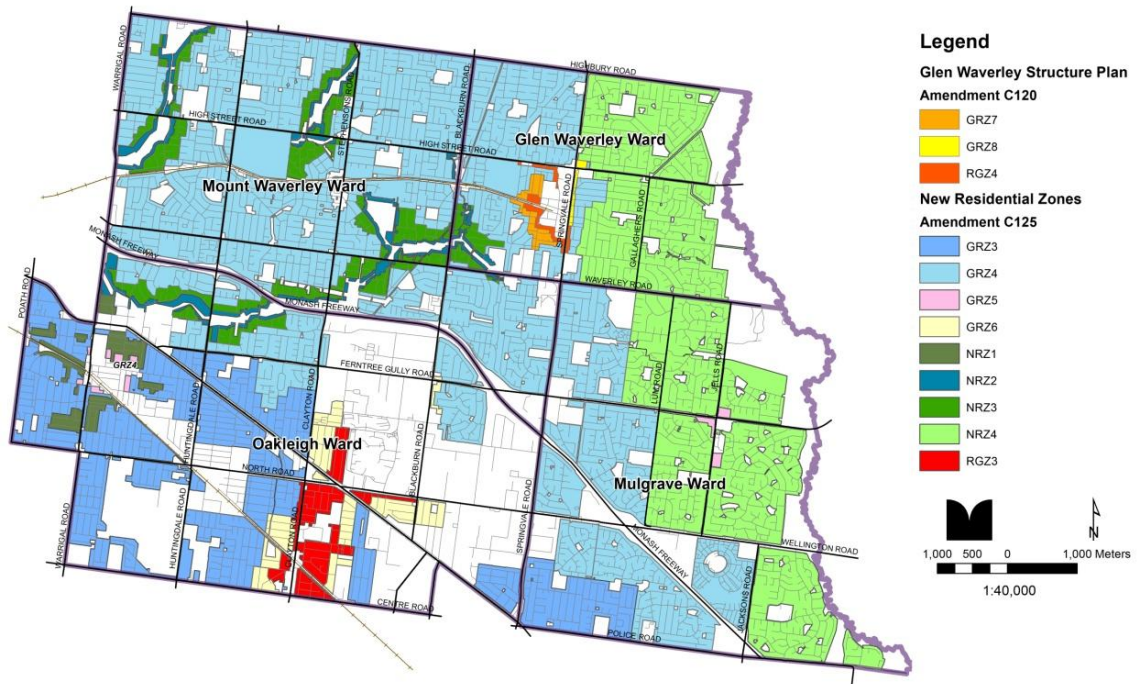 HIGHBURY ROAD
WARRIGAL ROAD
STEPHENSONS ROAD
BLACKBURN ROAD
HIGH STREET ROAD
Glen Waverley Ward
HIGH STREET ROAD
Mount Waverley Ward
SPRINGVALE ROAD
GALLAGHERS ROAD
MONASH FREEWAY
WAVERLEY ROAD
POATH ROAD
MONASH FREEWAY
GRZ4
FERNTREE GULLY ROAD
LUM ROAD
JELLS ROAD
HUNTINGDALE ROAD
CLAYTON ROAD
Oakleigh Ward
BLACKBURN ROAD
NORTH ROAD
Mulgrave Ward
WARRIGAL ROAD
HUNTINGDALE ROAD
CLAYTON ROAD
SPRINGVALE ROAD
MONASH FREEWAY
WELLINGTON ROAD
JACKSONS ROAD
CENTRE ROAD
POLICE ROAD
Legend
Glen Waverley Structure Plan
Amendment C120
GRZ7
GRZ8
RGZ4
New Residential Zones
Amendment C125
GRZ3
GRZ4
GRZ5
GRZ6
NRZ1
NRZ2
NRZ3
NRZ4
RGZ3
N
1,000 500 0 1,000 Meters
1:40,000